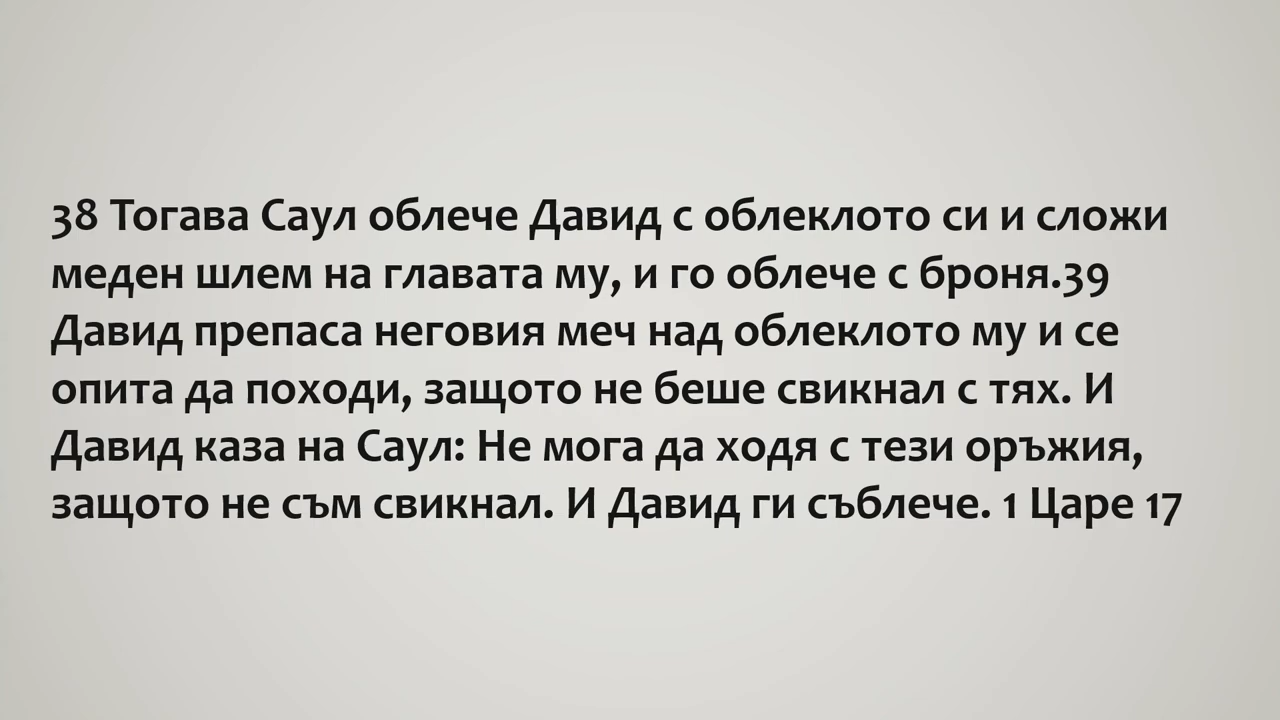 38 Тогава Саул облече Давид с облеклото си и сложи
меден шлем на главата му, и го облече с броня.39
Давид препаса неговия меч над облеклото му и се
опита да походи, защото не беше свикнал с тях. И
Давид каза на Саул: Не мога да ходя с тези оръжия,
защото не съм свикнал. И Давид ги съблече. 1 Царе 17